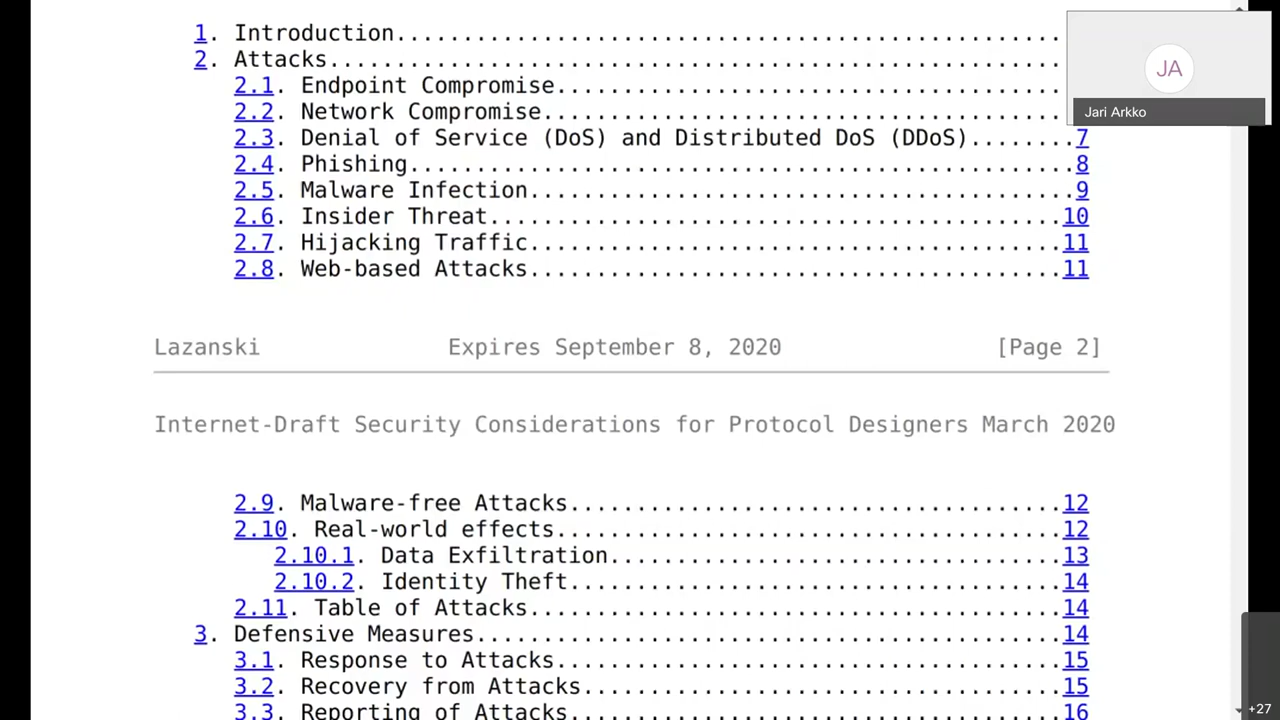 1. Introduction..................................................
2. Attacks.......................................................
2.1. Endpoint Compromise......................................
2.2. Network Compromise.......................................
2.3. Denial of Service (DoS) and Distributed DoS (DDoS)........7
2.4. Phishing.................................................8
2.5. Malware Infection........................................9
2.6. Insider Threat...........................................10
2.7. Hijacking Traffic........................................11
2.8. Web-based Attacks........................................11
JA
Jari Arkko
Lazanski Expires September 8, 2020 [Page 2]
Internet-Draft Security Considerations for Protocol Designers March 2020
2.9. Malware-free Attacks.....................................12
2.10. Real-world effects......................................12
2.10.1. Data Exfiltration..................................13
2.10.2. Identity Theft.....................................14
2.11. Table of Attacks........................................14
3. Defensive Measures............................................14
3.1. Response to Attacks......................................15
3.2. Recovery from Attacks....................................15
3.3. Reporting of Attacks.....................................16
+27